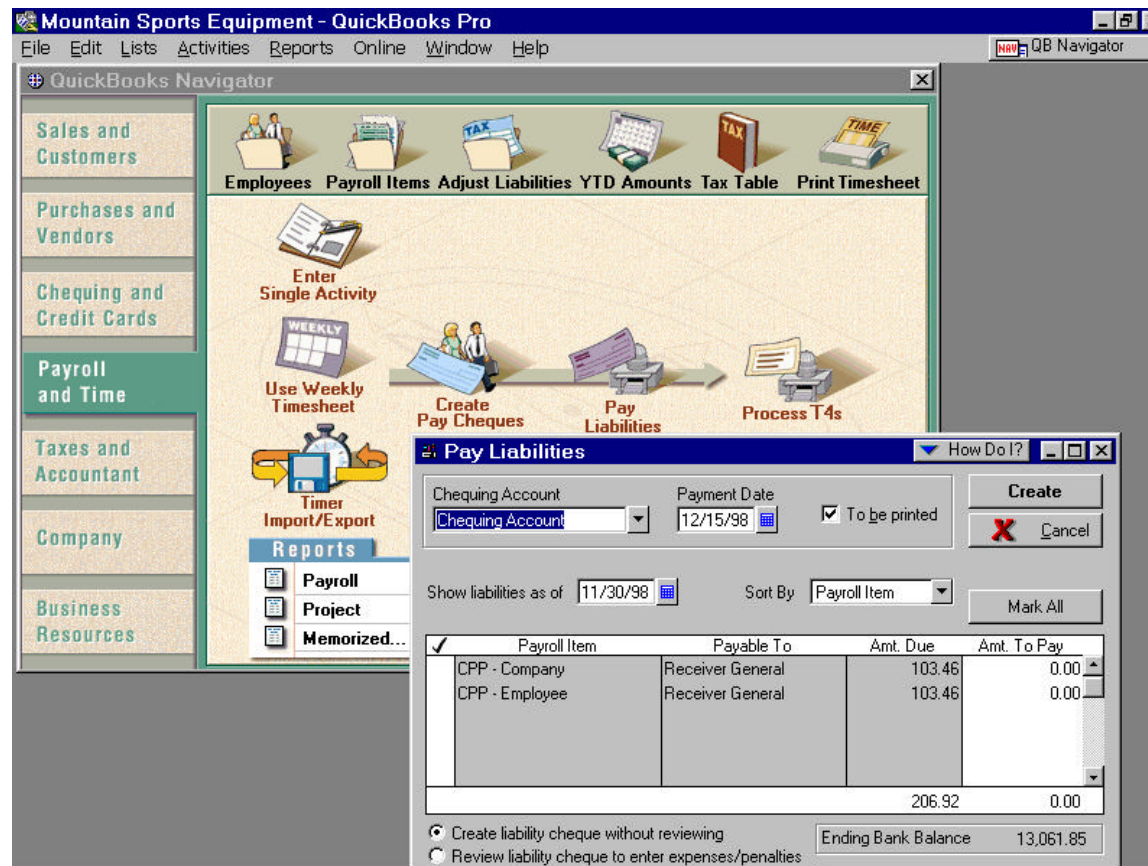 Mountain Sports Equipment - QuickBooks Pro
File Edit Lists Activities Reports Online Window Help
NAV QB Navigator
QuickBooks Navigator
Sales and
Customers
Purchases and
Vendors
Chequing and
Credit Cards
Payroll
and Time
Taxes and
Accountant
Company
Business
Resources
TAX
TAX
TIME
Employees Payroll Items Adjust Liabilities YTD Amounts Tax Table Print Timesheet
Enter
Single Activity
WEEKLY
Use Weekly
Timesheet
Create
Pay Cheques
Pay
Liabilities
Process T4s
Timer
Import/Export
Reports
Payroll
Project
Memorized...
Pay Liabilities
How Do I?
Chequing Account Payment Date
Chequing Account 12/15/98 To be printed
Create
Cancel
Show liabilities as of 11/30/98 Sort By Payroll Item
Mark All
Payroll Item Payable To Amt. Due Amt. To Pay
CPP - Company Receiver General 103.46 0.00
CPP - Employee Receiver General 103.46 0.00
206.92 0.00
Create liability cheque without reviewing
Review liability cheque to enter expenses/penalties
Ending Bank Balance 13,061.85